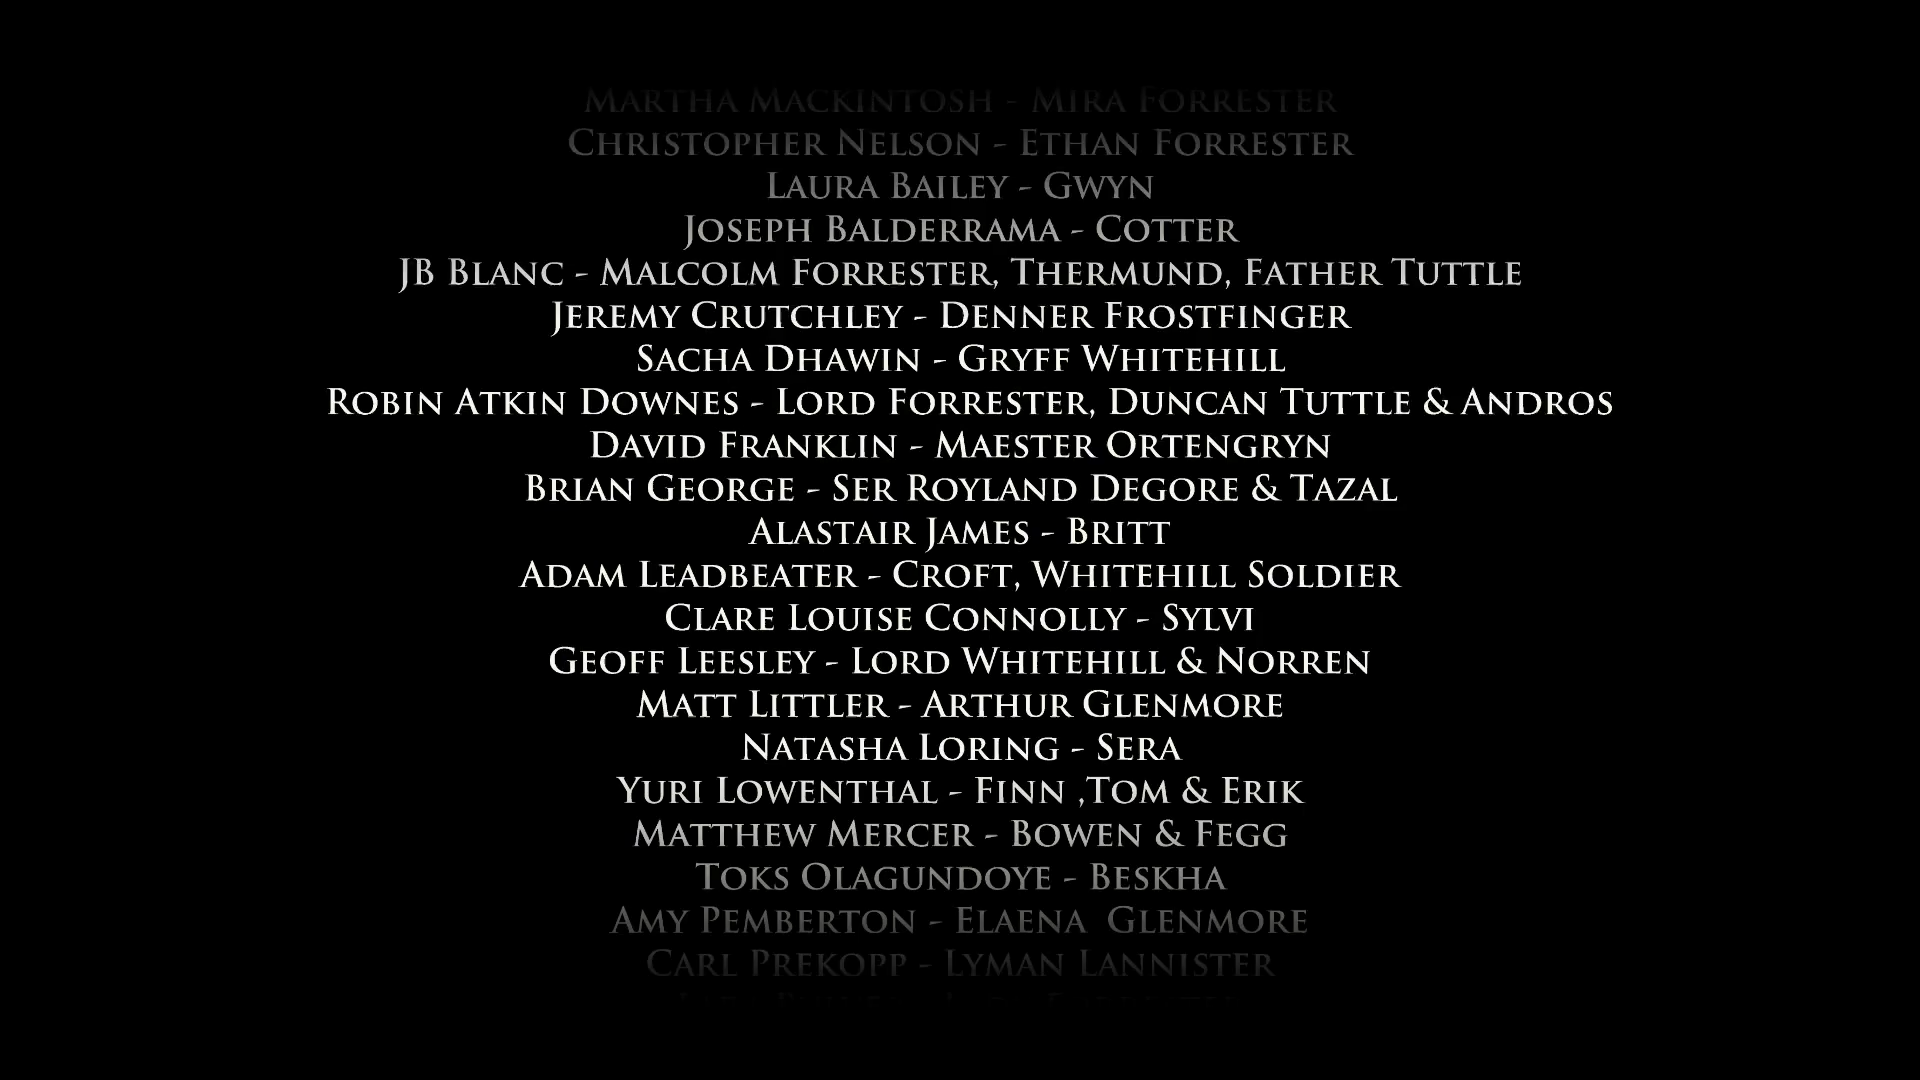 Martha Mackintosh - Mira Forrester
Christopher Nelson - Ethan Forrester
Laura Bailey - Gwyn
Joseph Balderrama - Cotter
JB Blanc - Malcolm Forrester, Thermund, Father Tuttle
Jeremy Crutchley - Denner Frostfinger
Sacha Dhawin - Gryff Whitehill
Robin Atkin Downes - Lord Forrester, Duncan Tuttle & Andros
David Franklin - Maester Ortengryn
Brian George - Ser Royland Degore & Tazal
Alastair James - Britt
Adam Leadbeater - Croft, Whitehill Soldier
Clare Louise Connolly - Sylvi
Geoff Leesley - Lord Whitehill & Norren
Matt Littler - Arthur Glenmore
Natasha Loring - Sera
Yuri Lowenthal - Finn ,Tom & Erik
Matthew Mercer - Bowen & Fegg
Toks Olagundoye - Beskha
Amy Pemberton - Elaena  Glenmore
Carl Prekopp - Lyman Lannister